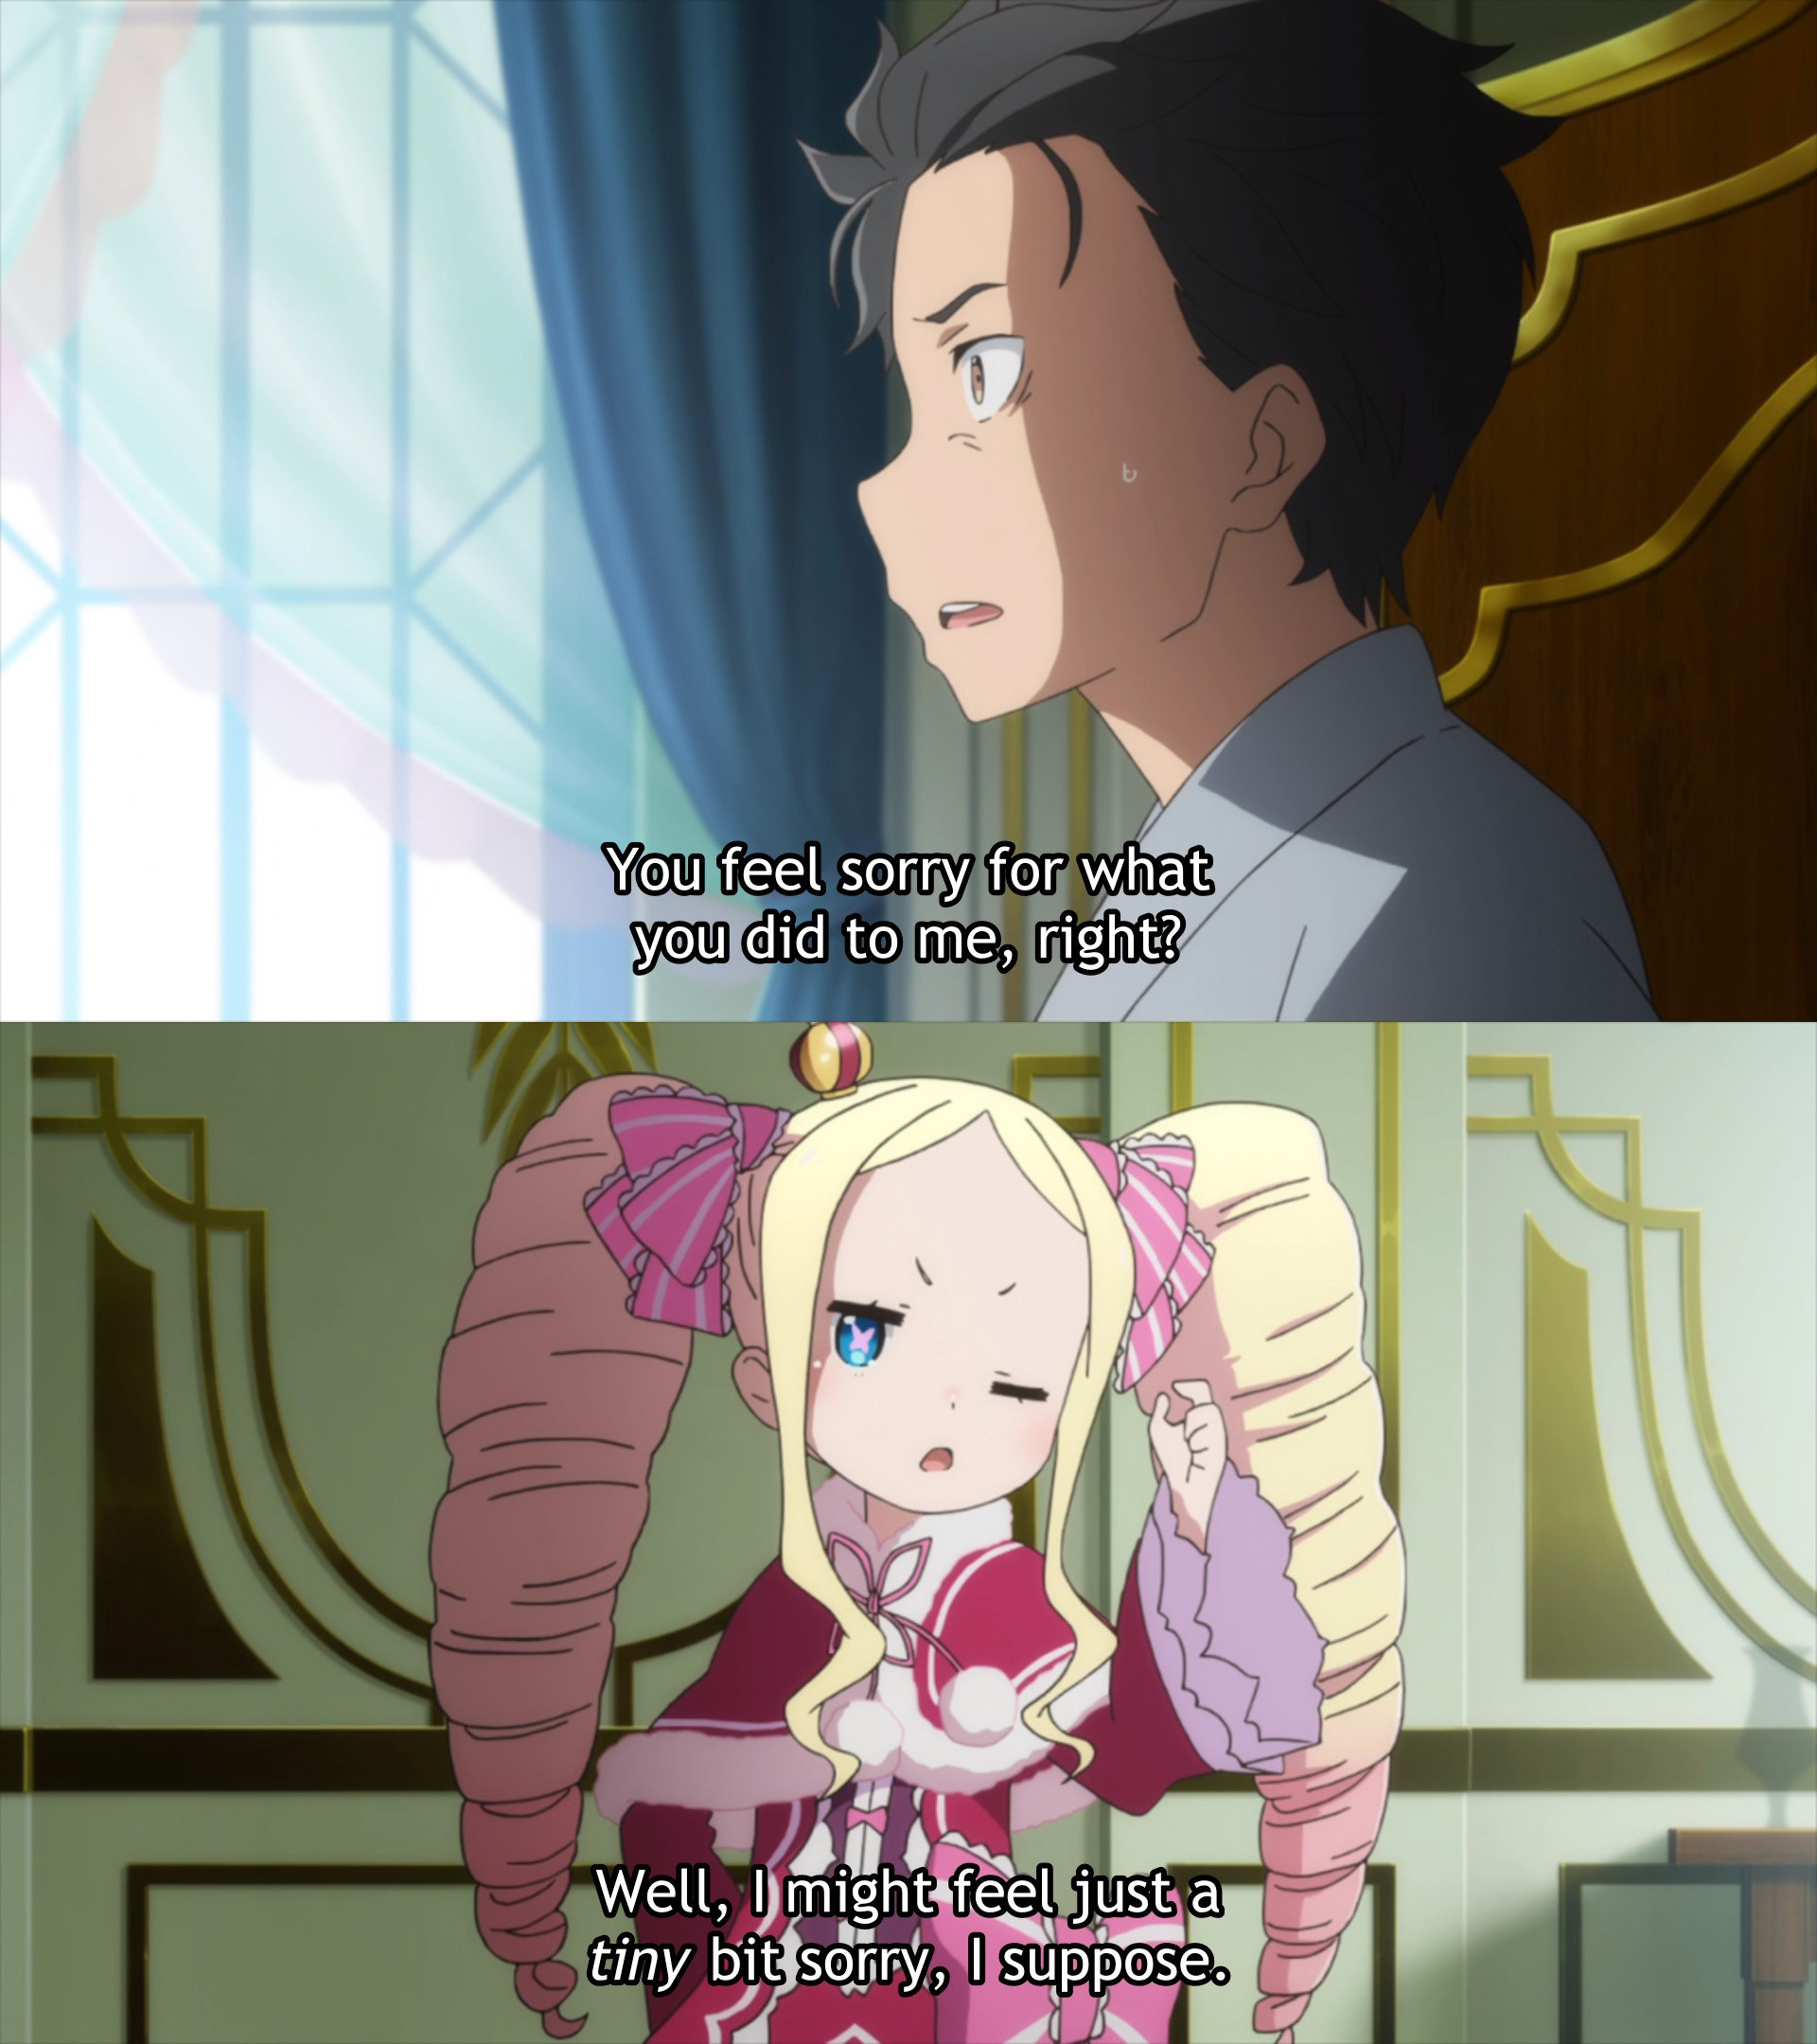 You feel sorry for what
you did to me, right?
Well, I might feel just a
tiny bit sorry, I suppose.